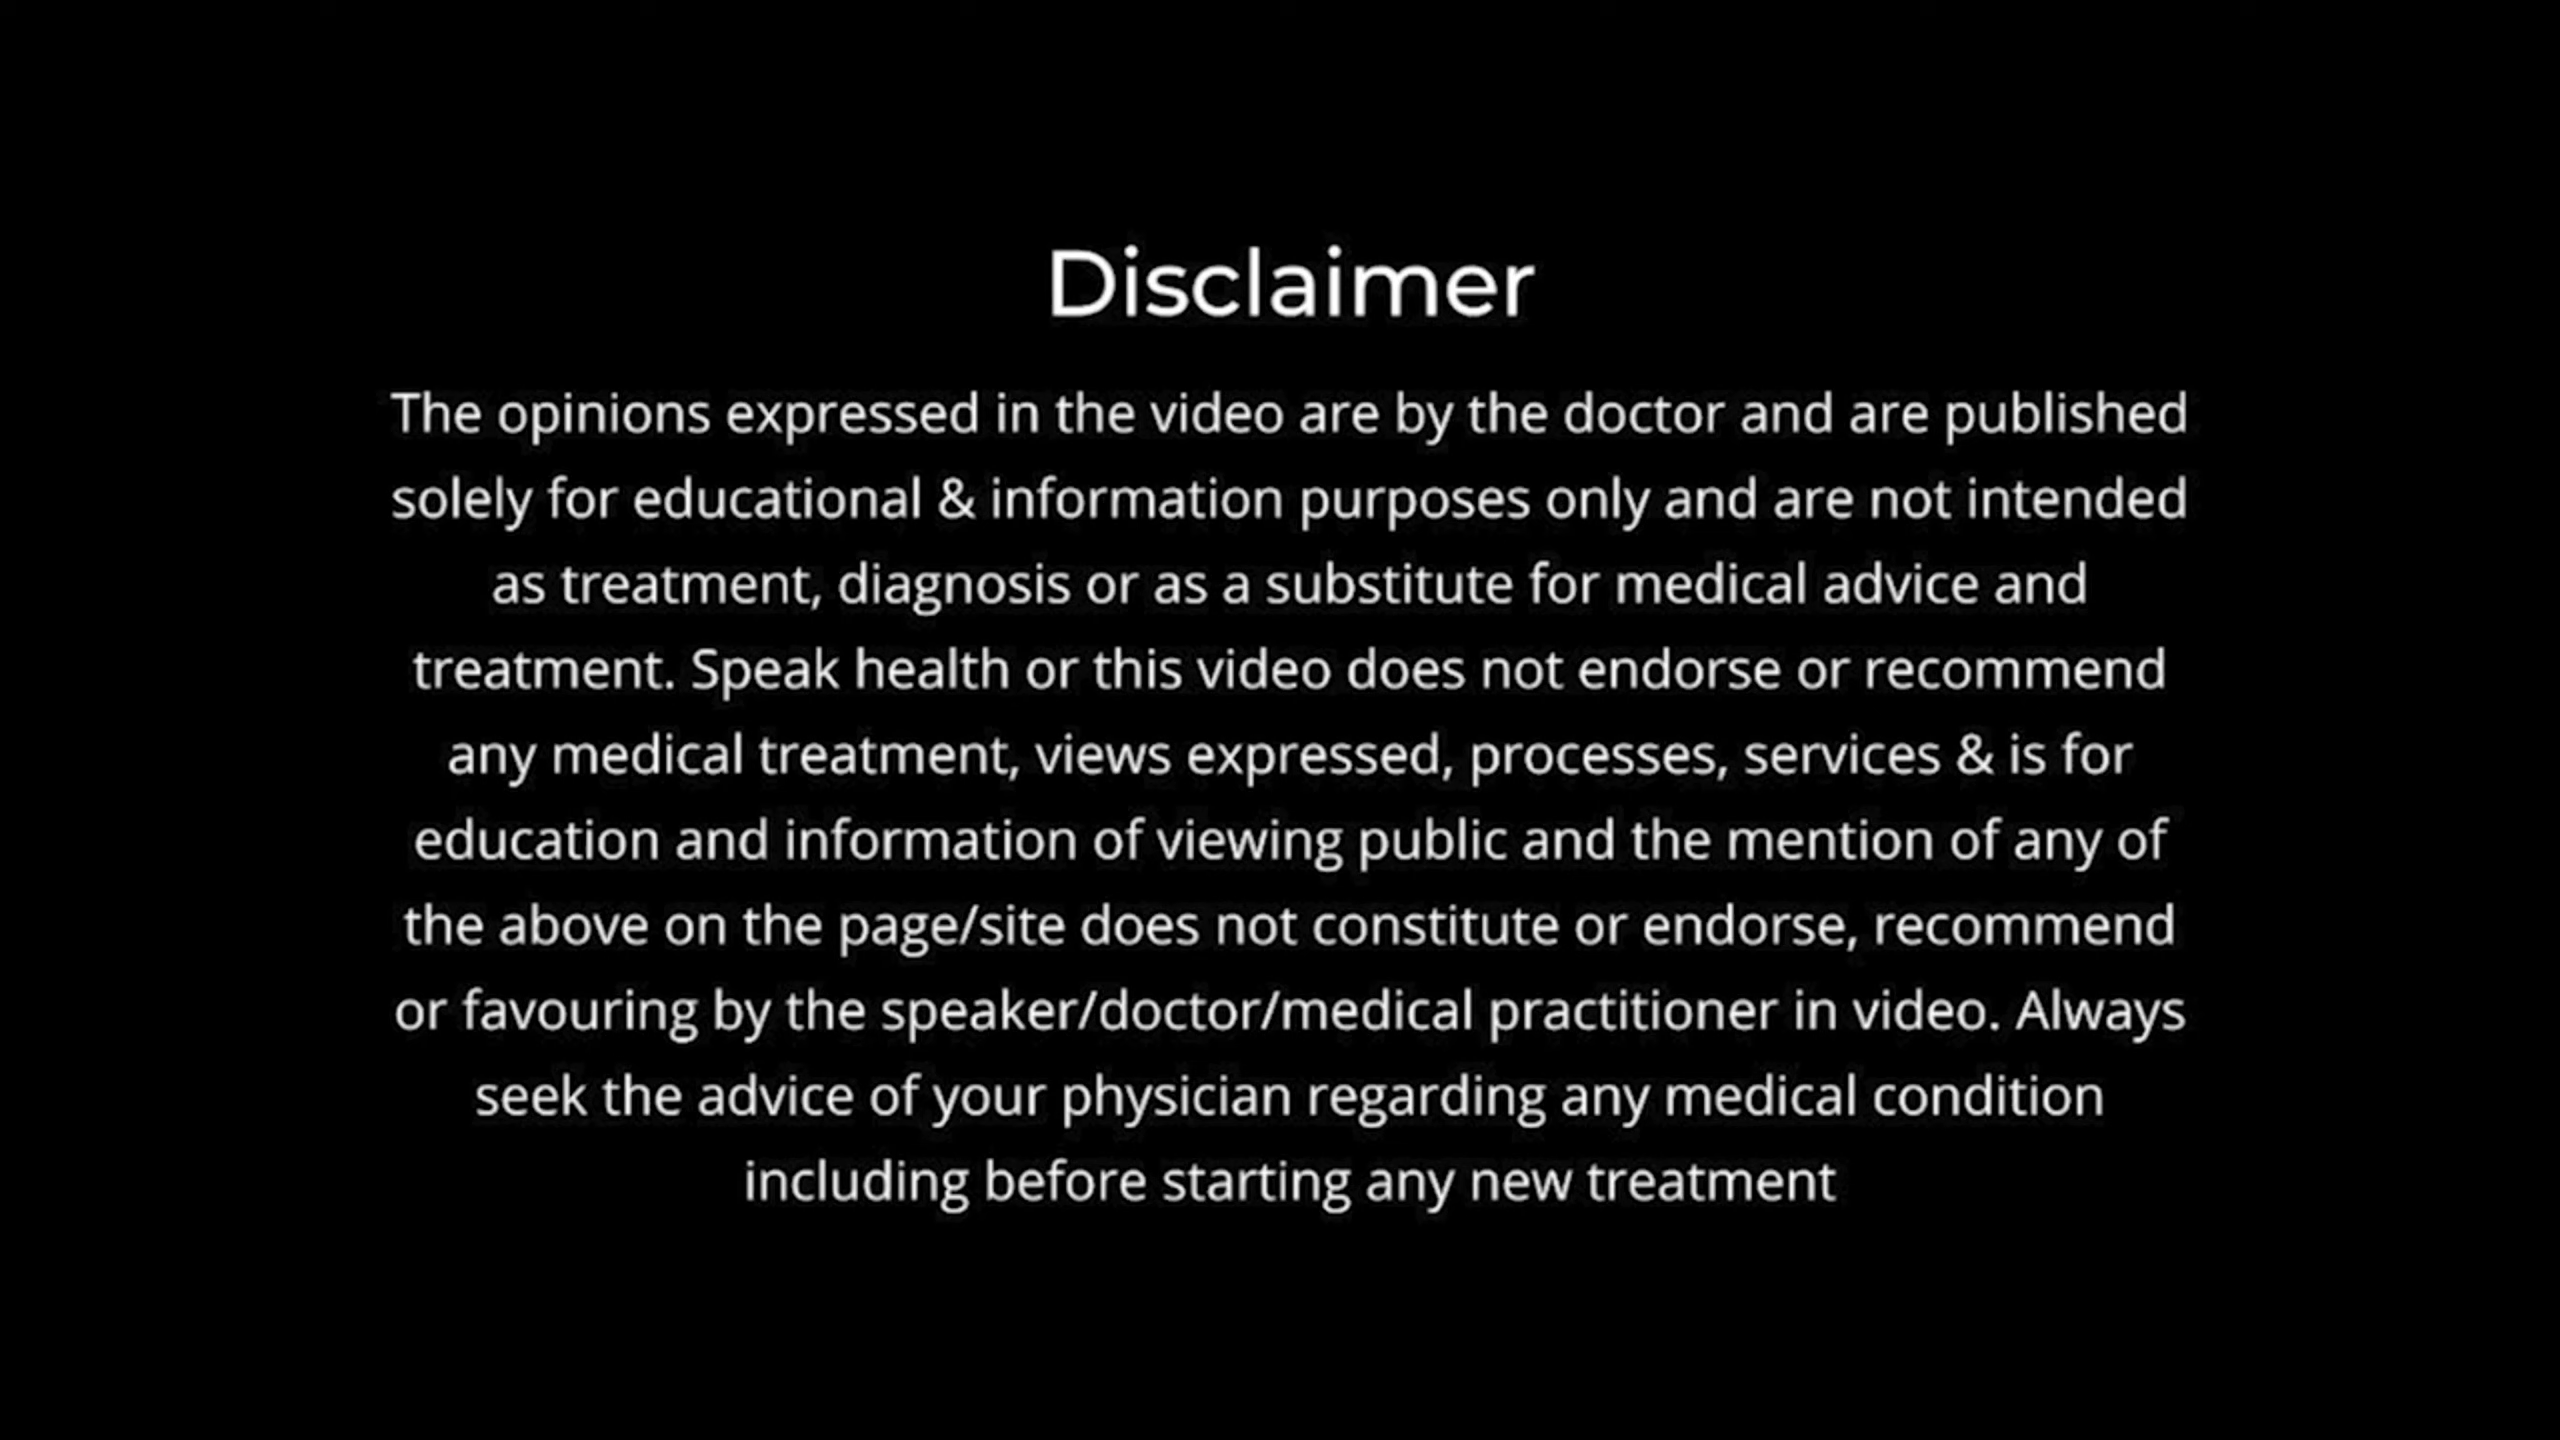 Disclaimer
The opinions expressed in the video are by the doctor and are published
solely for educational & information purposes only and are not intended
as treatment, diagnosis or as a substitute for medical advice and
treatment. Speak health or this video does not endorse or recommend
any medical treatment, views expressed, processes, services & is for
education and information of viewing public and the mention of any of
the above on the page/site does not constitute or endorse, recommend
or favouring by the speaker/doctor/medical practitioner in video. Always
seek the advice of your physician regarding any medical condition
including before starting any new treatment